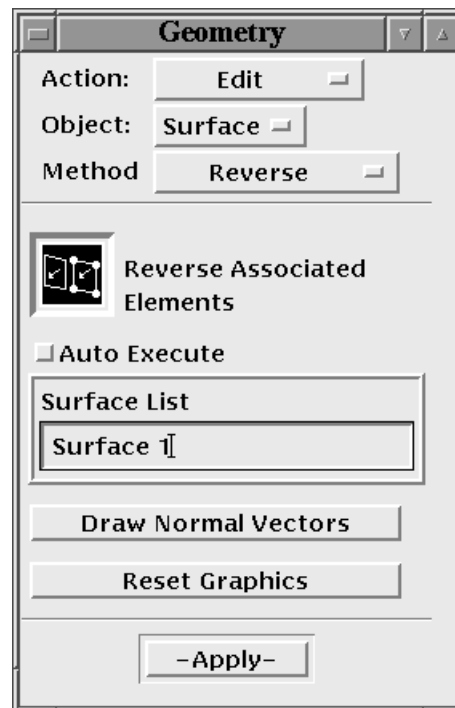 Geometry
Action: Edit
Object: Surface
Method Reverse
Reverse Associated
Elements
Auto Execute
Surface List
Surface 1
Draw Normal Vectors
Reset Graphics
-Apply-